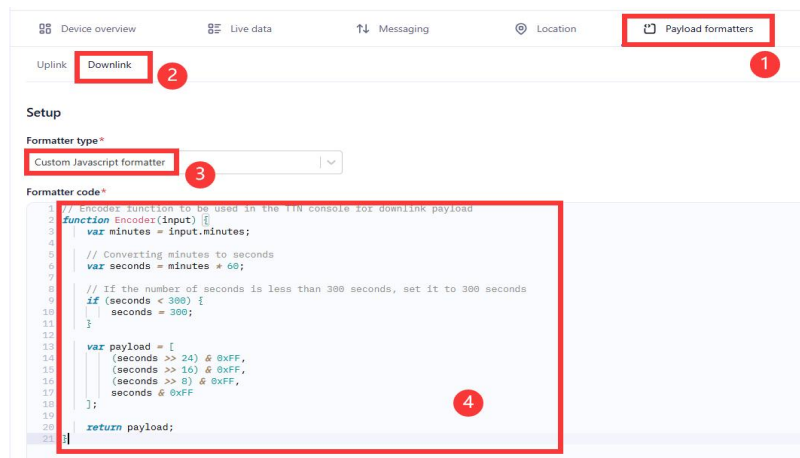 Device overview Live data Messaging Location Payload formatters
1
Uplink Downlink
2
Setup
Formatter type*
Custom Javascript formatter
3
Formatter code*
1 // Encoder function to be used in the TTN console for downlink payload
2 function Encoder(input) {
3 var minutes = input.minutes;
4
5 // Converting minutes to seconds
6 var seconds = minutes * 60;
7
8 // If the number of seconds is less than 300 seconds, set it to 300 seconds
9 if (seconds < 300) {
10 seconds = 300;
11 }
12
13 var payload = [
14 (seconds >> 24) & 0xFF,
15 (seconds >> 16) & 0xFF,
16 (seconds >> 8) & 0xFF,
17 seconds & 0xFF
18 ];
4
19
20 return payload;
21 }